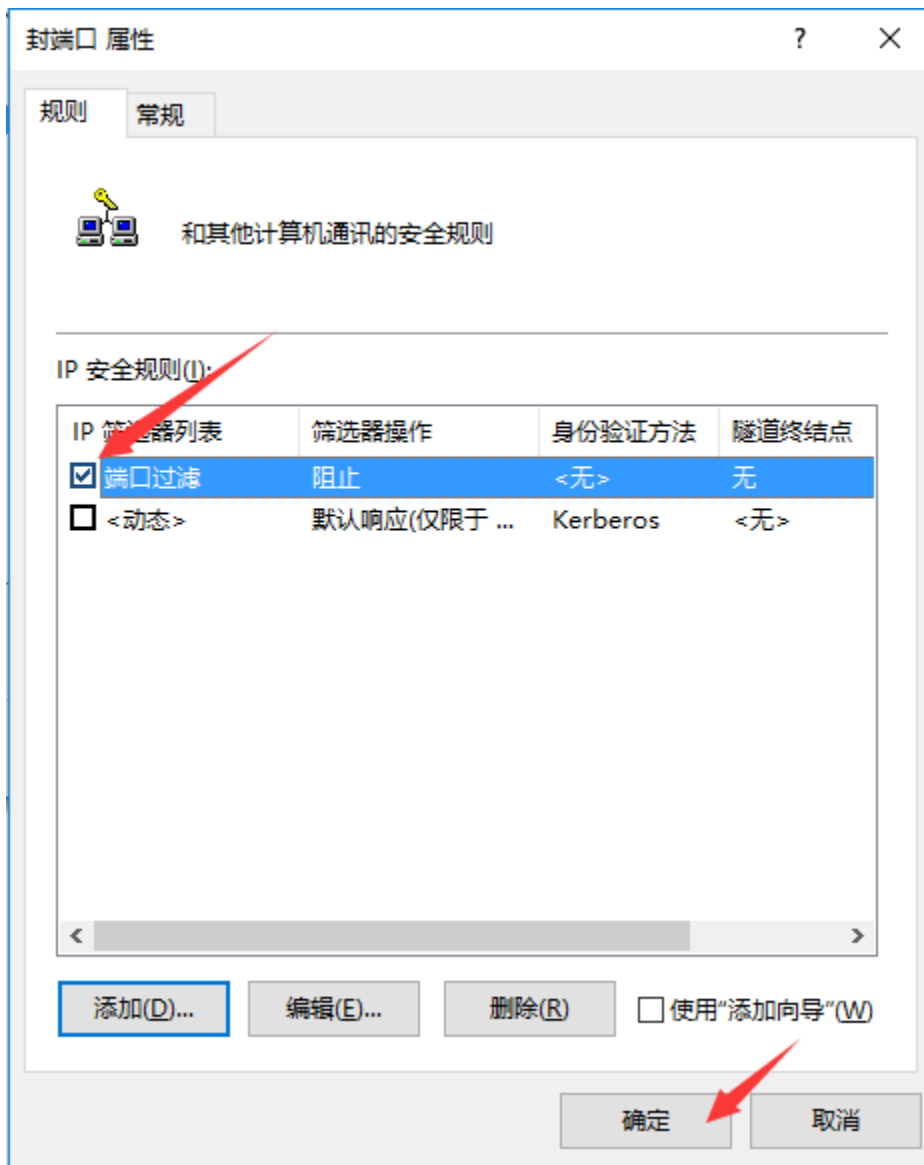 封端口 属性
规则
常规
和其他计算机通讯的安全规则
IP 安全规则(I):
IP 筛选器列表 筛选器操作 身份验证方法 隧道终结点
端口过滤 阻止 <无> 无
<动态> 默认响应(仅限于 ... Kerberos <无>
添加(D)... 编辑(E)... 删除(R) 使用“添加向导”(W)
确定 取消